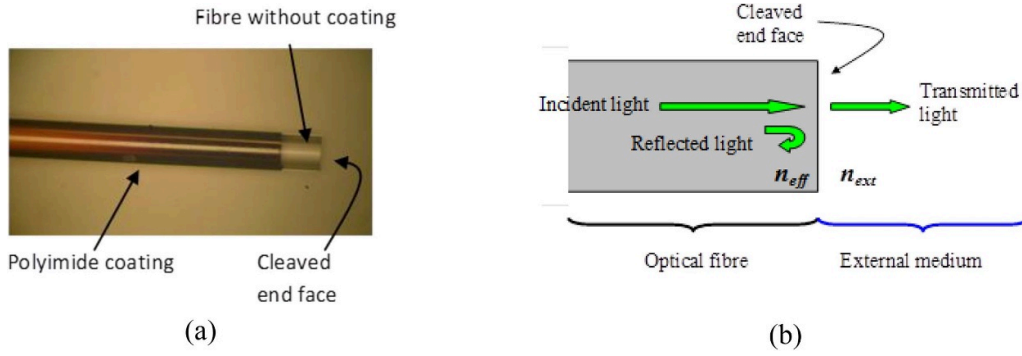 Fibre without coating
Polyimide coating
Cleaved
end face
(a)
Cleaved
end face
Incident light
Transmitted
light
Reflected light
n_eff
n_ext
Optical fibre
External medium
(b)